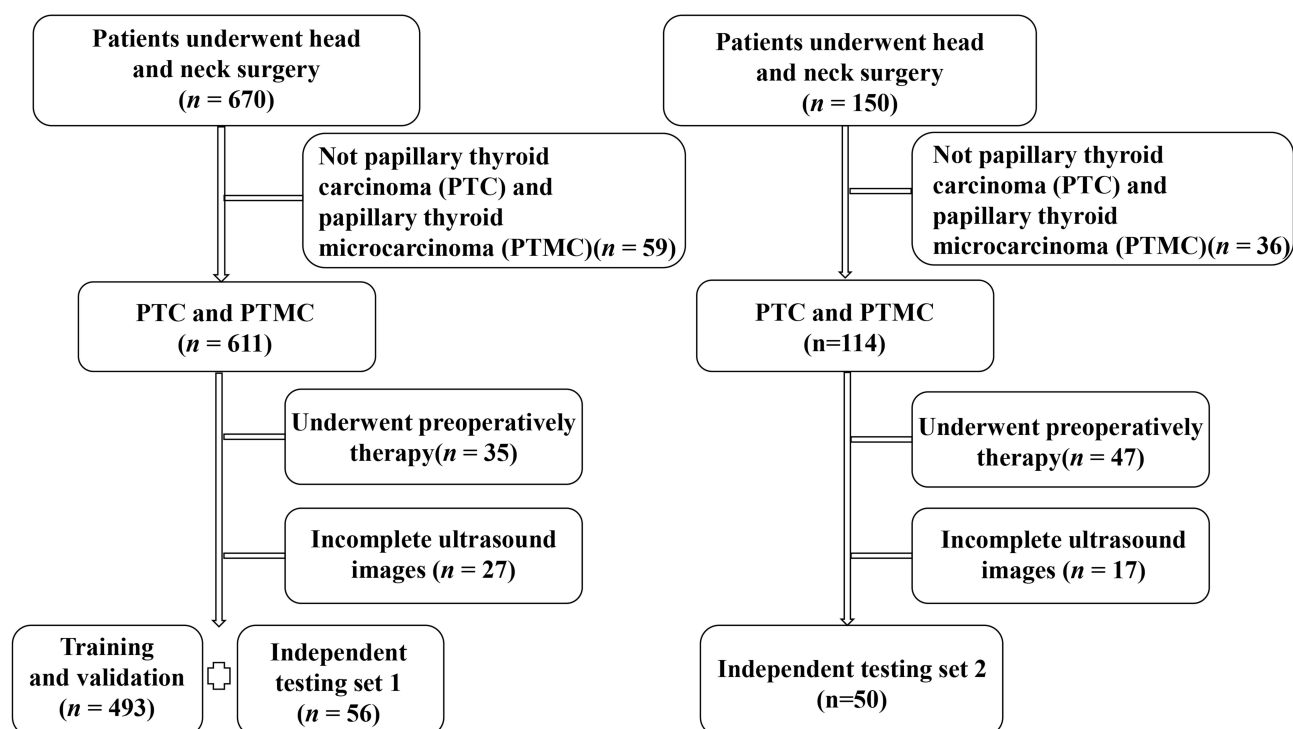 Patients underwent head
and neck surgery
(n = 670)
Not papillary thyroid
carcinoma (PTC) and
papillary thyroid
microcarcinoma (PTMC)(n = 59)
PTC and PTMC
(n = 611)
Underwent preoperatively
therapy(n = 35)
Incomplete ultrasound
images (n = 27)
Training
and validation
(n = 493)
Independent
testing set 1
(n = 56)
Patients underwent head
and neck surgery
(n = 150)
Not papillary thyroid
carcinoma (PTC) and
papillary thyroid
microcarcinoma (PTMC)(n = 36)
PTC and PTMC
(n=114)
Underwent preoperatively
therapy(n = 47)
Incomplete ultrasound
images (n = 17)
Independent testing set 2
(n=50)